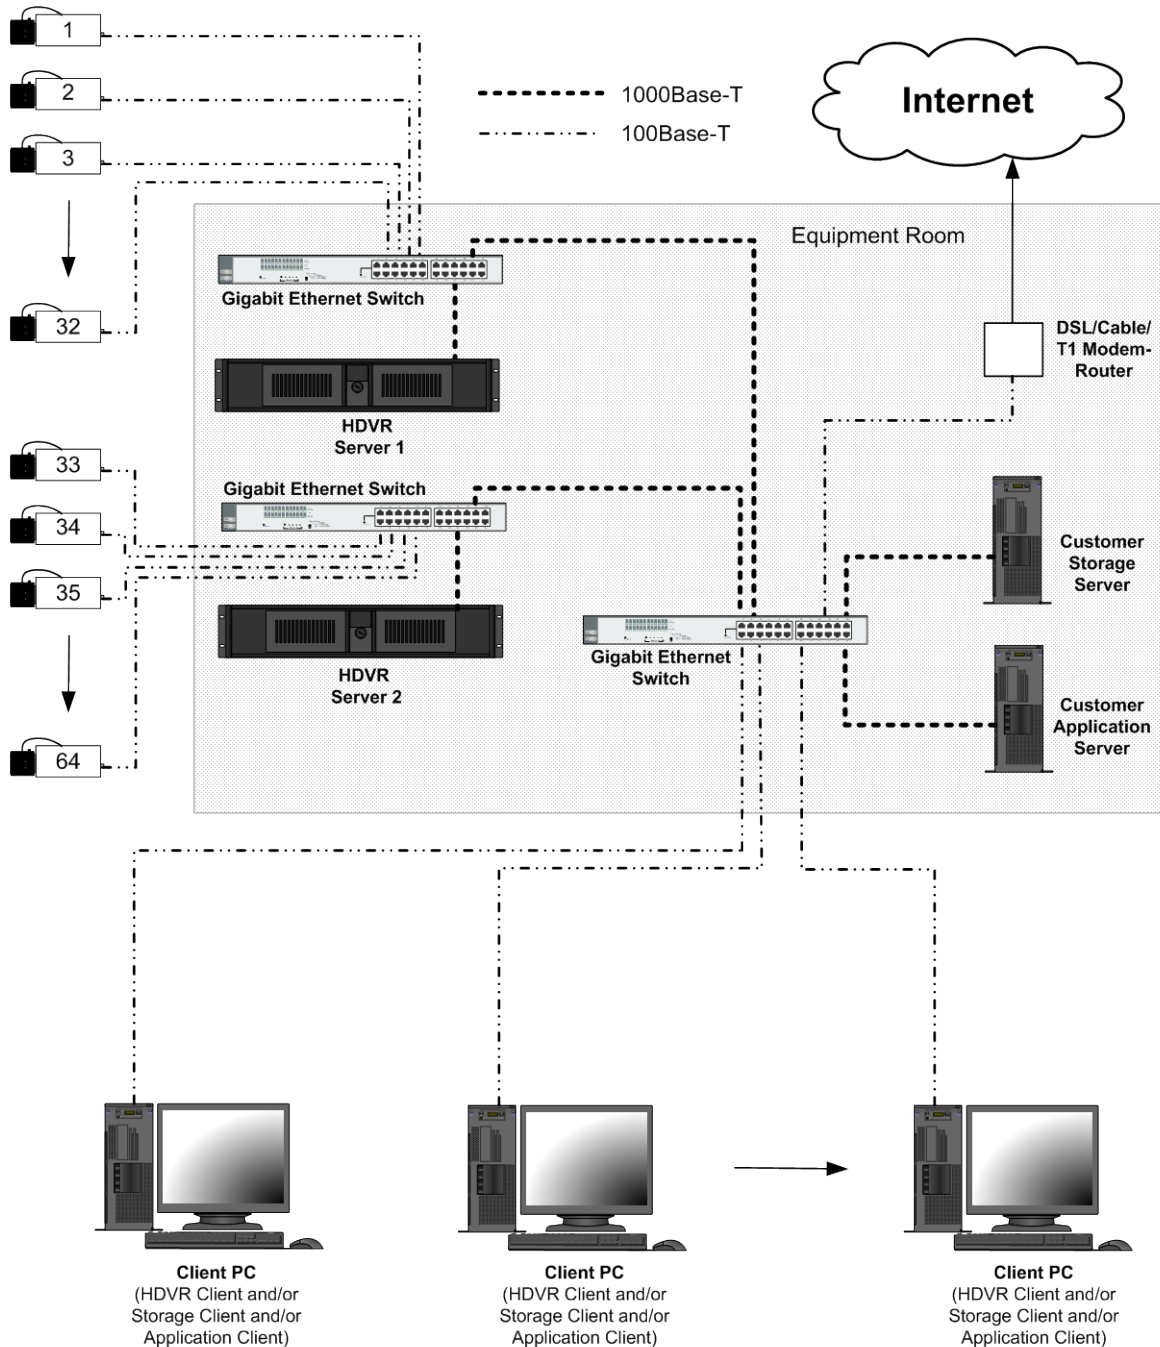 1
2
3
32
33
34
35
64
1000Base-T
100Base-T
Internet
Equipment Room
Gigabit Ethernet Switch
HDVR
Server 1
Gigabit Ethernet Switch
HDVR
Server 2
DSL/Cable/
T1 Modem-
Router
Customer
Storage
Server
Gigabit Ethernet
Switch
Customer
Application
Server
Client PC
(HDVR Client and/or
Storage Client and/or
Application Client)
Client PC
(HDVR Client and/or
Storage Client and/or
Application Client)
Client PC
(HDVR Client and/or
Storage Client and/or
Application Client)